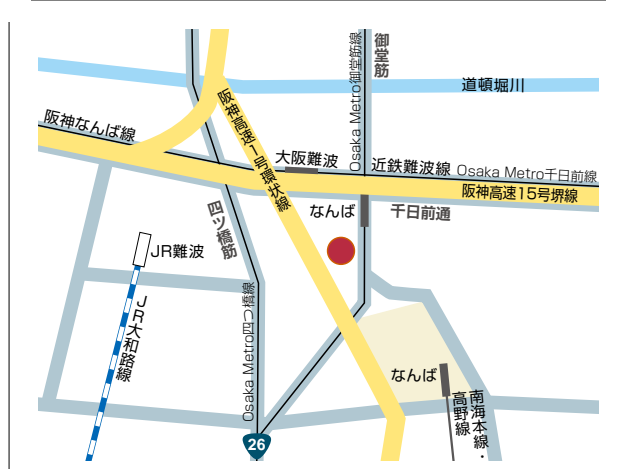 御堂筋
Osaka Metro御堂筋線
道頓堀川
阪神なんば線
阪神高速1号環状線
大阪難波
近鉄難波線
Osaka Metro千日前線
阪神高速15号堺線
なんば
千日前通
四ツ橋筋
JR難波
JR大和路線
Osaka Metro四つ橋線
なんば
南海本線・
高野線
26